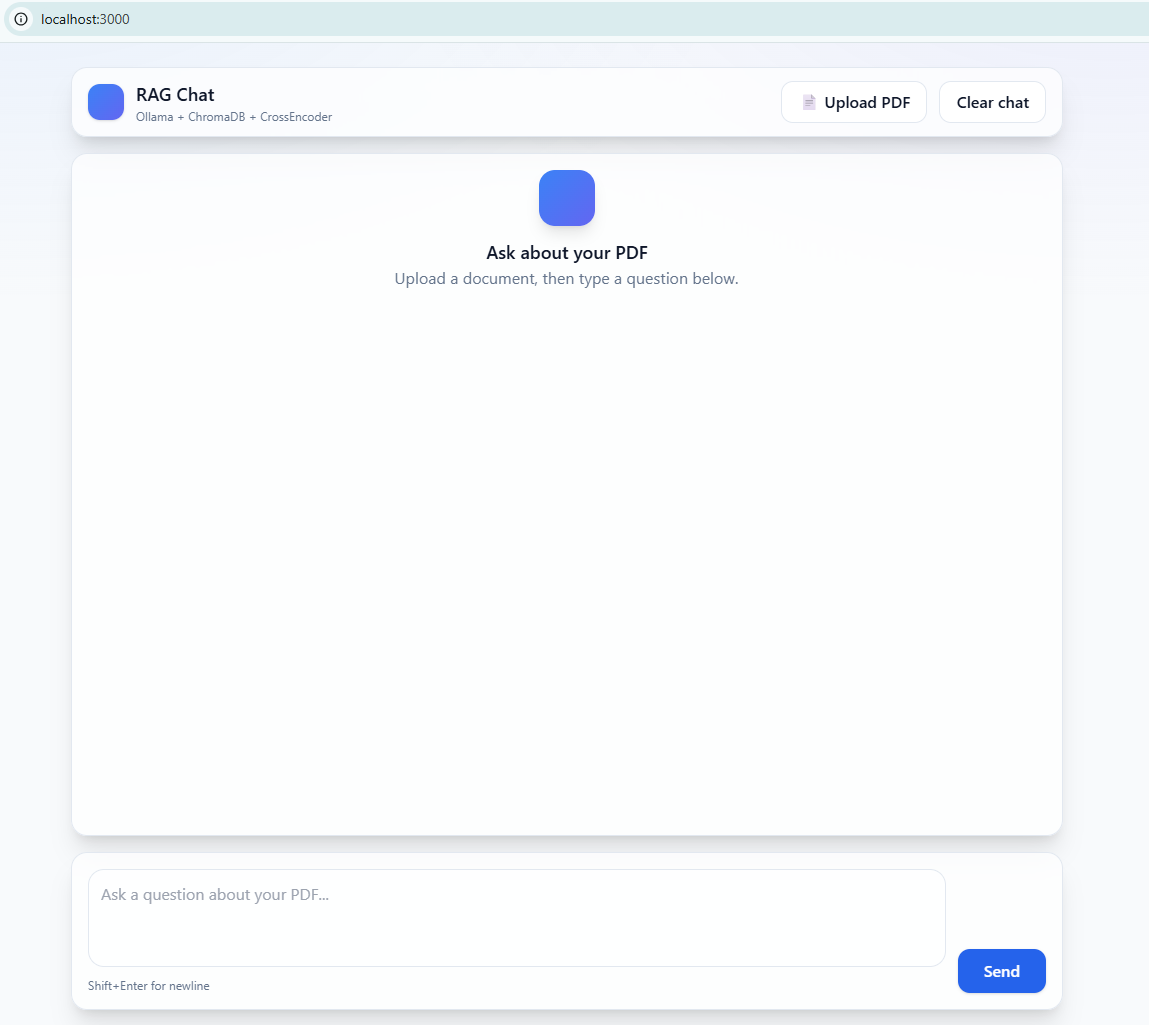 localhost:3000
RAG Chat
Ollama + ChromaDB + CrossEncoder
Upload PDF
Clear chat
Ask about your PDF
Upload a document, then type a question below.
Ask a question about your PDF...
Send
Shift+Enter for newline